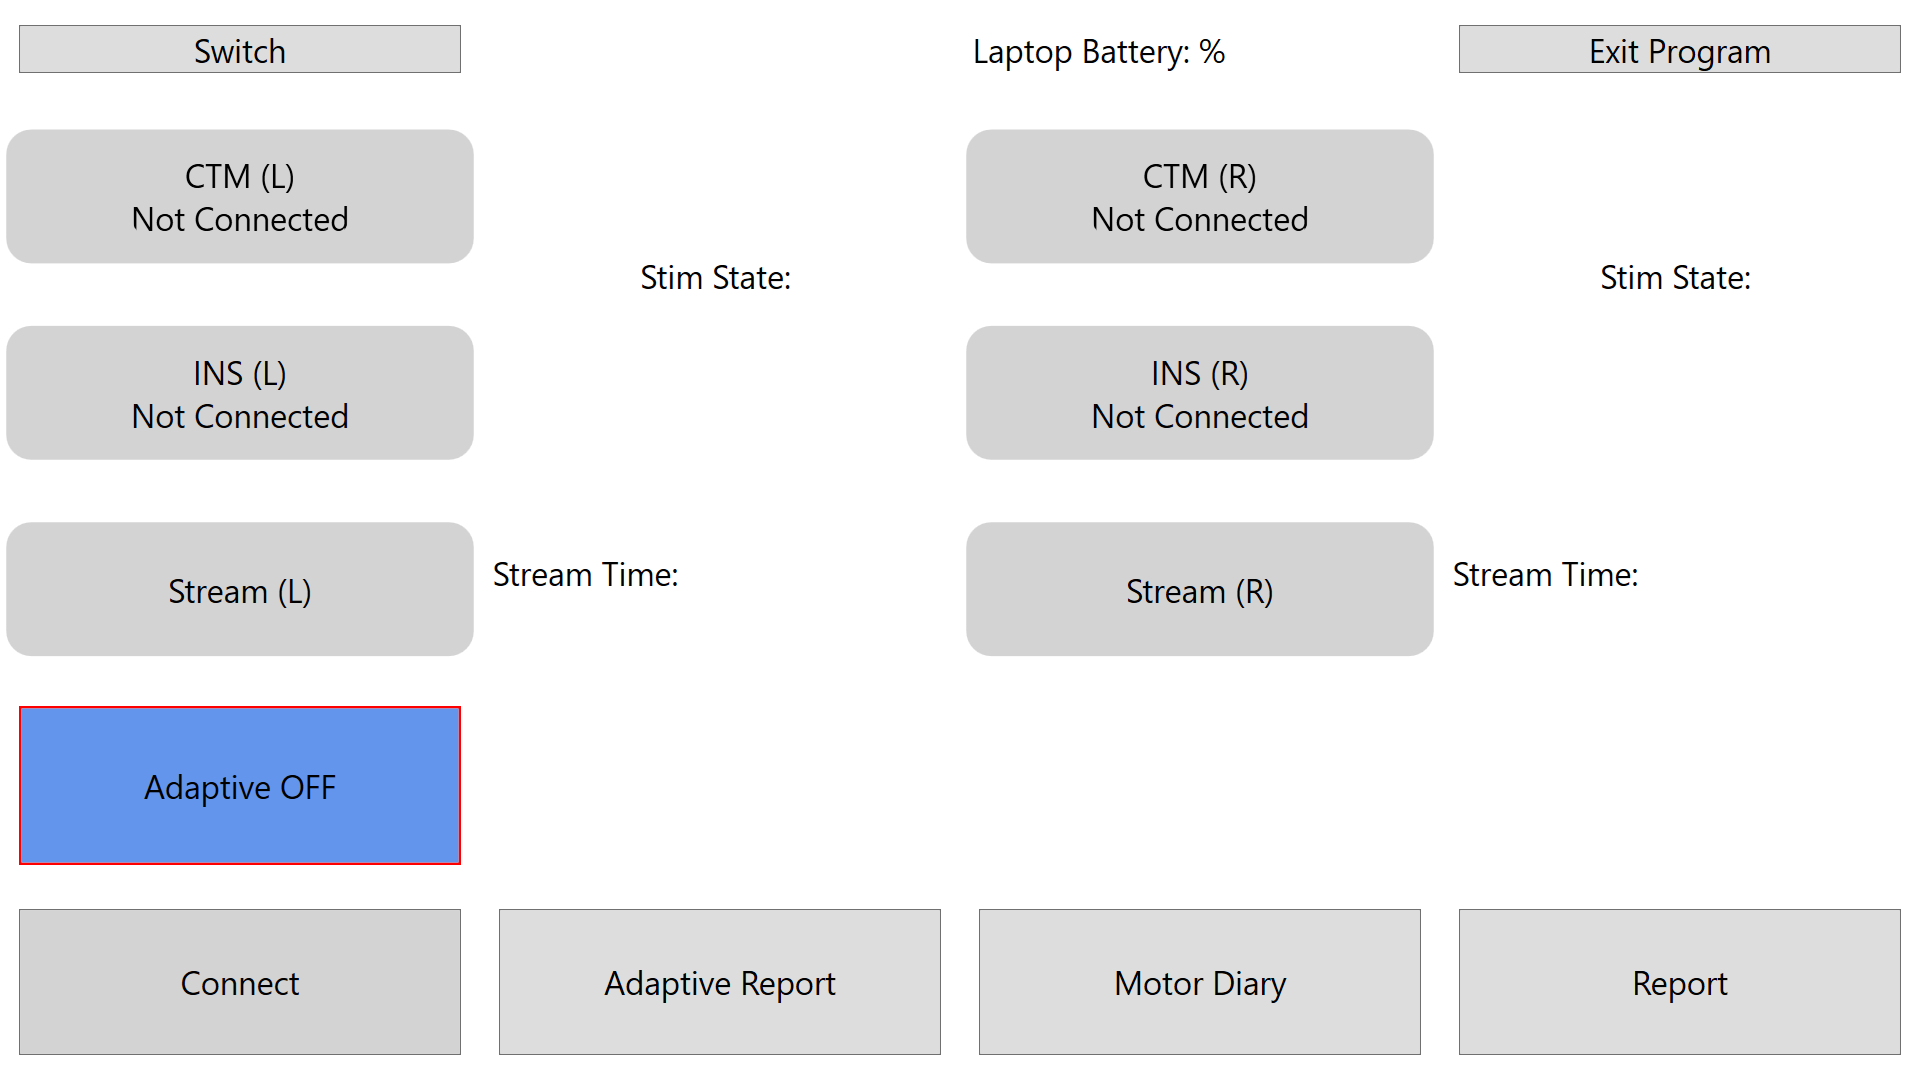 Switch
Laptop Battery: %
Exit Program
CTM (L)
Not Connected
CTM (R)
Not Connected
Stim State:
Stim State:
INS (L)
Not Connected
INS (R)
Not Connected
Stream (L)
Stream Time:
Stream (R)
Stream Time:
Adaptive OFF
Connect
Adaptive Report
Motor Diary
Report